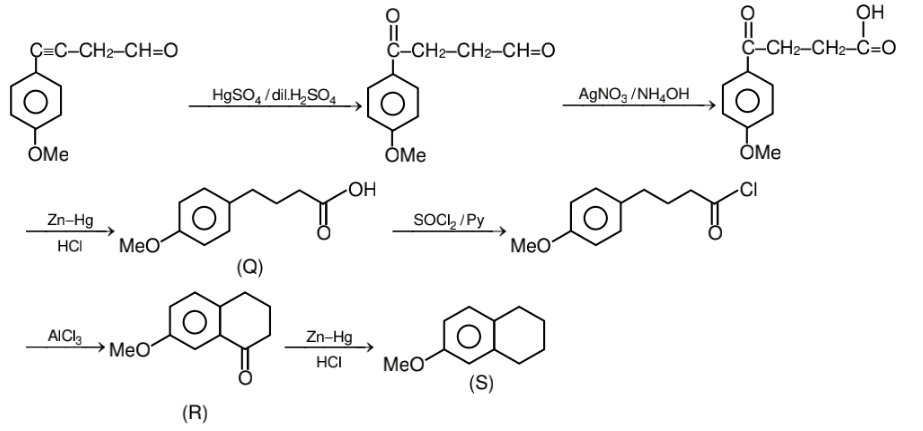 C≡C–CH₂–CH=O
OMe
HgSO₄/dil.H₂SO₄
O
C–CH₂–CH₂–CH=O
OMe
AgNO₃/NH₄OH
O
OH
C–CH₂–CH₂–C=O
OMe
Zn–Hg
HCl
MeO
OH
O
(Q)
SOCl₂/Py
MeO
Cl
O
AlCl₃
MeO
O
(R)
Zn–Hg
HCl
MeO
(S)